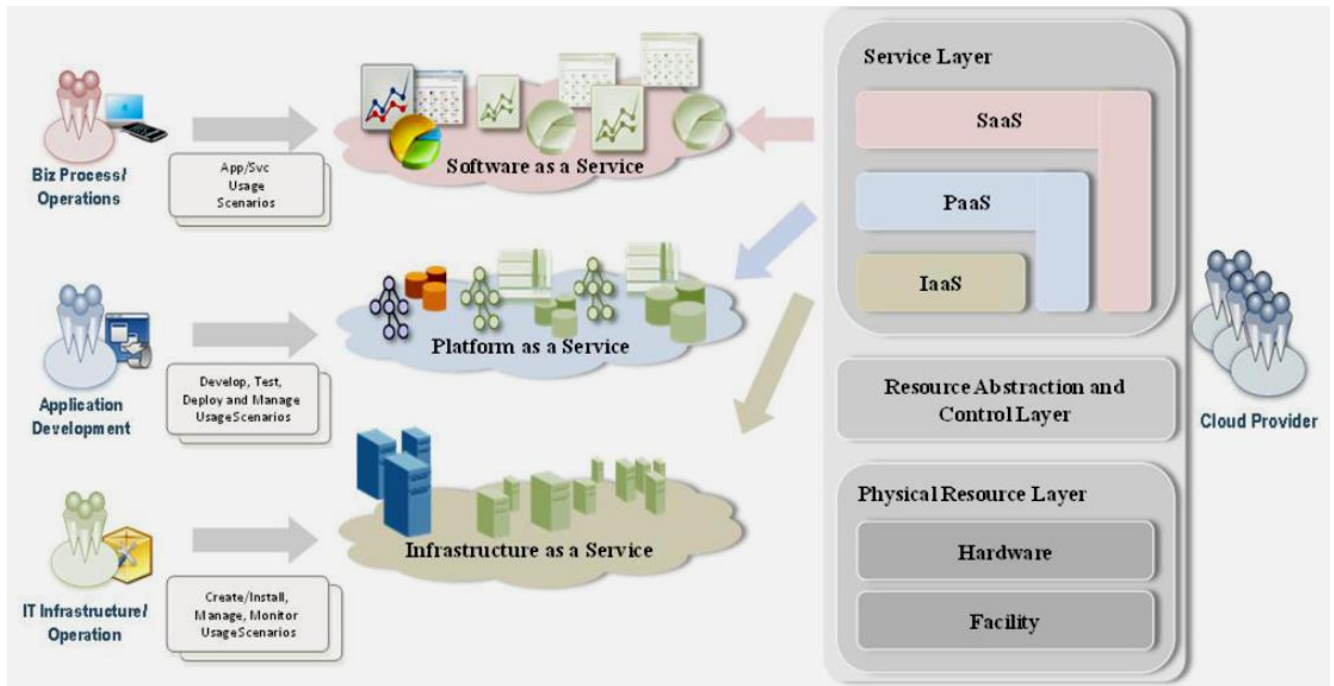 Biz Process/
Operations
App/Svc
Usage
Scenarios
Software as a Service
Application
Development
Develop, Test,
Deploy and Manage
UsageScenarios
Platform as a Service
IT Infrastructure/
Operation
Create/Install,
Manage, Monitor
UsageScenarios
Infrastructure as a Service
Service Layer
SaaS
PaaS
IaaS
Resource Abstraction and
Control Layer
Physical Resource Layer
Hardware
Facility
Cloud Provider